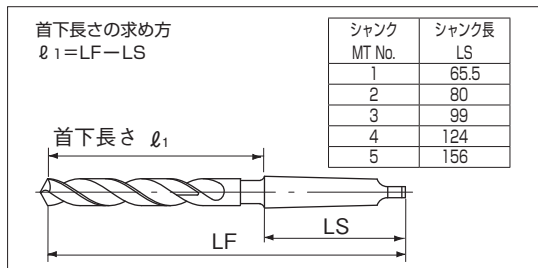 首下長さの求め方
ℓ1=LF−LS
シャンク シャンク長
MT No. LS
1 65.5
2 80
3 99
4 124
5 156
首下長さ ℓ1
LS
LF